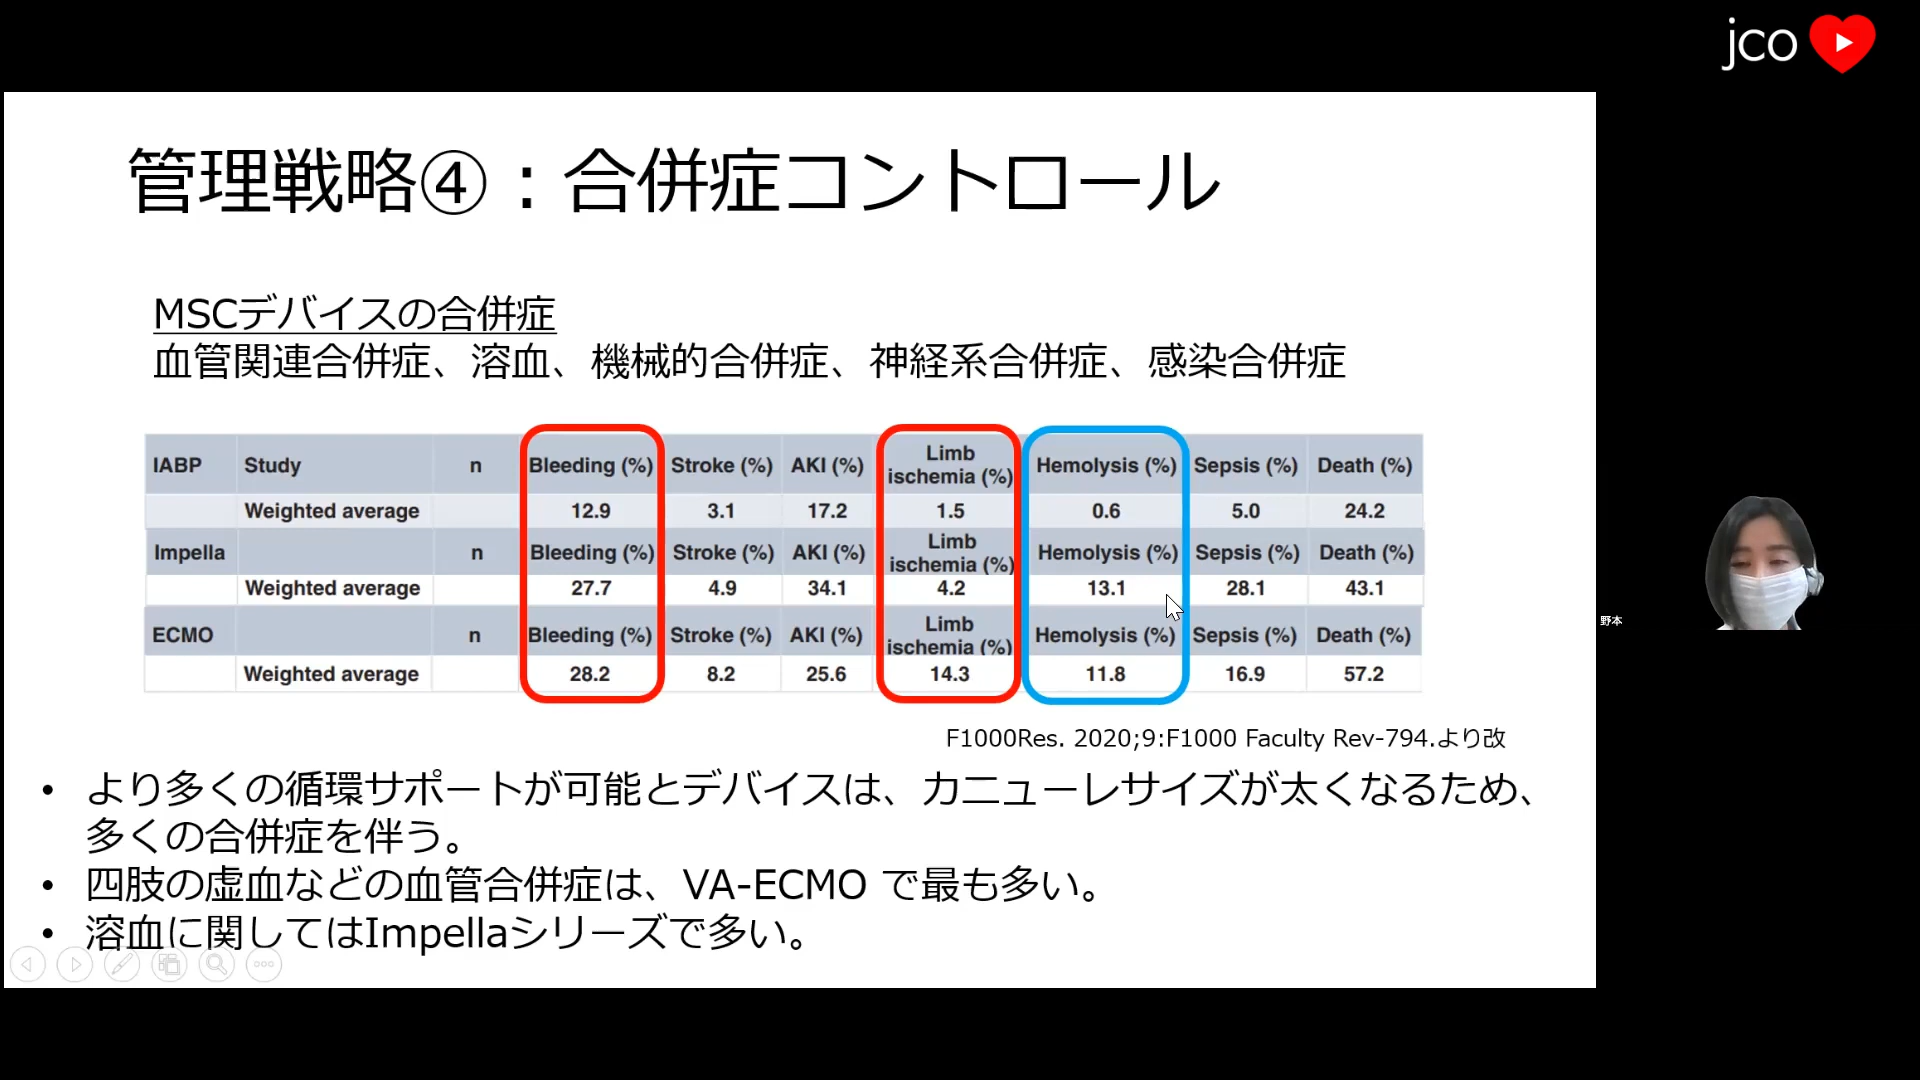 jco
管理戦略④：合併症コントロール
MSCデバイスの合併症
血管関連合併症、溶血、機械的合併症、神経系合併症、感染合併症
IABP Study n Bleeding (%) Stroke (%) AKI (%) Limb ischemia (%) Hemolysis (%) Sepsis (%) Death (%)
Weighted average 12.9 3.1 17.2 1.5 0.6 5.0 24.2
Impella n Bleeding (%) Stroke (%) AKI (%) Limb ischemia (%) Hemolysis (%) Sepsis (%) Death (%)
Weighted average 27.7 4.9 34.1 4.2 13.1 28.1 43.1
ECMO n Bleeding (%) Stroke (%) AKI (%) Limb ischemia (%) Hemolysis (%) Sepsis (%) Death (%)
Weighted average 28.2 8.2 25.6 14.3 11.8 16.9 57.2
F1000Res. 2020;9:F1000 Faculty Rev-794.より改
• より多くの循環サポートが可能とデバイスは、カニューレサイズが太くなるため、
多くの合併症を伴う。
• 四肢の虚血などの血管合併症は、VA-ECMO で最も多い。
• 溶血に関してはImpellaシリーズで多い。
野本